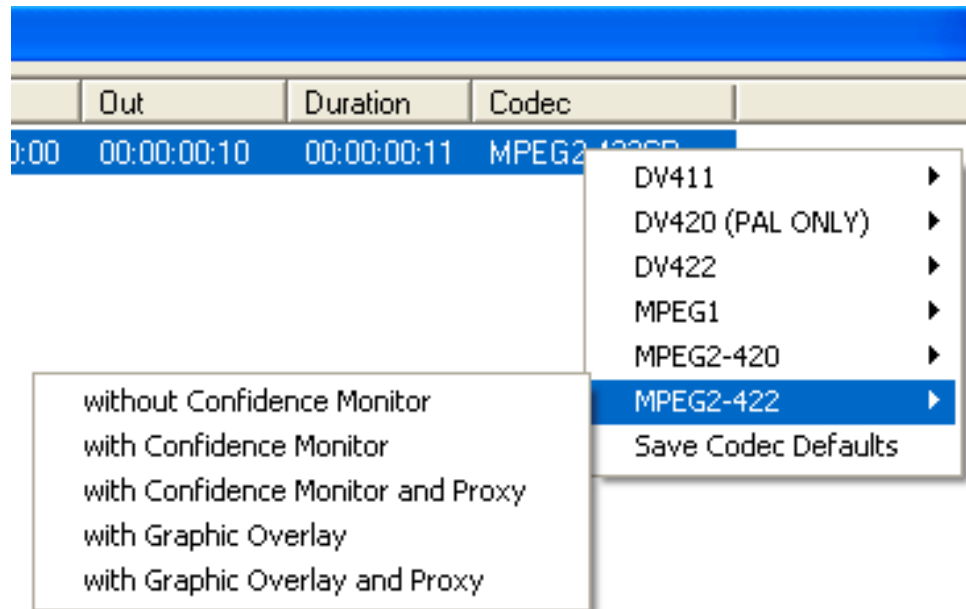 Out Duration Codec
00:00:00:10 00:00:00:11
DV411
DV420 (PAL ONLY)
DV422
MPEG1
MPEG2-420
MPEG2-422
Save Codec Defaults
without Confidence Monitor
with Confidence Monitor
with Confidence Monitor and Proxy
with Graphic Overlay
with Graphic Overlay and Proxy